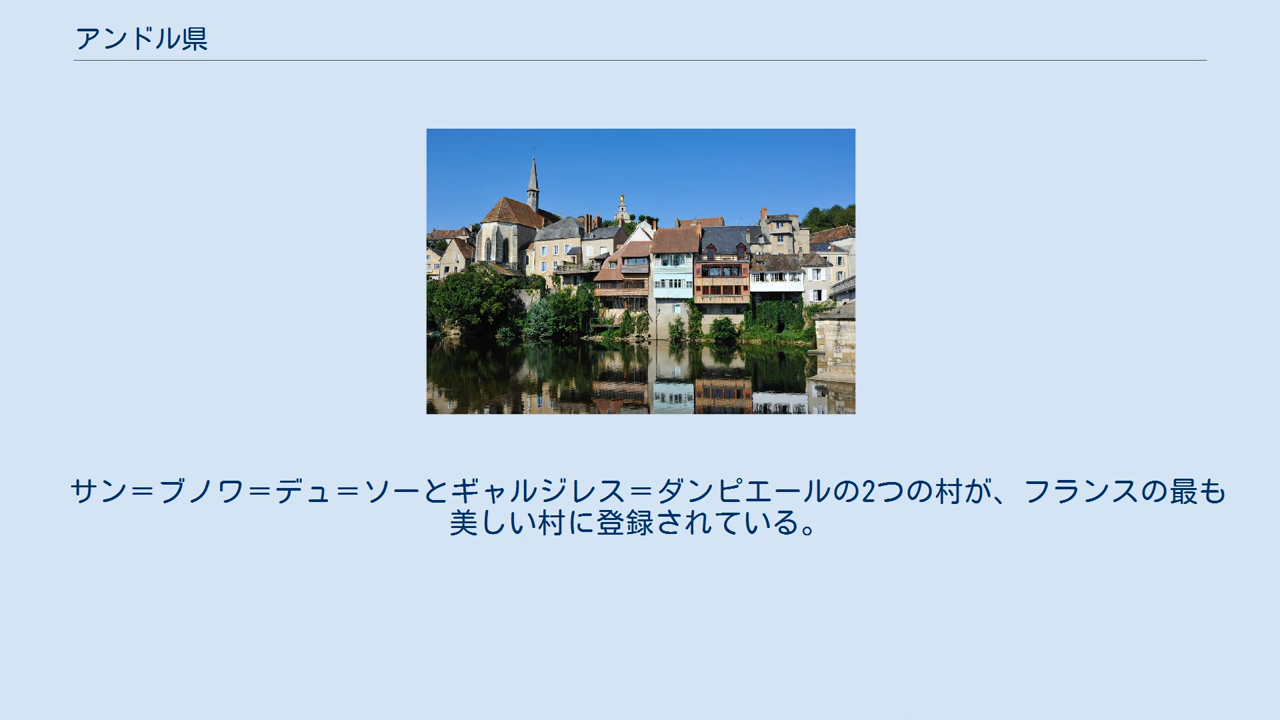 アンドル県
サン＝ブノワ＝デュ＝ソーとギャルジレス＝ダンピエールの2つの村が、フランスの最も
美しい村に登録されている。